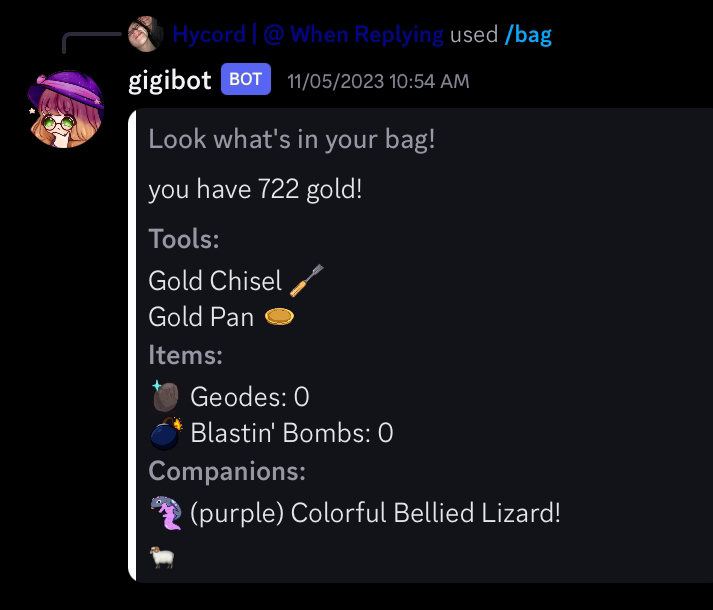 Hycord | @ When Replying used /bag
gigibot BOT 11/05/2023 10:54 AM
Look what's in your bag!
you have 722 gold!
Tools:
Gold Chisel
Gold Pan
Items:
Geodes: 0
Blastin' Bombs: 0
Companions:
(purple) Colorful Bellied Lizard!